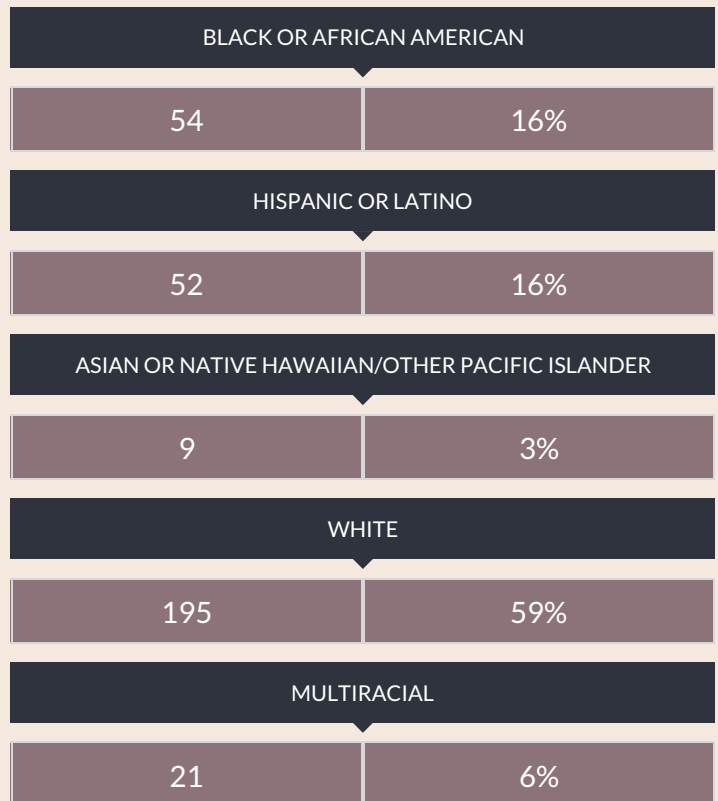 BLACK OR AFRICAN AMERICAN
54 16%
HISPANIC OR LATINO
52 16%
ASIAN OR NATIVE HAWAIIAN/OTHER PACIFIC ISLANDER
9 3%
WHITE
195 59%
MULTIRACIAL
21 6%